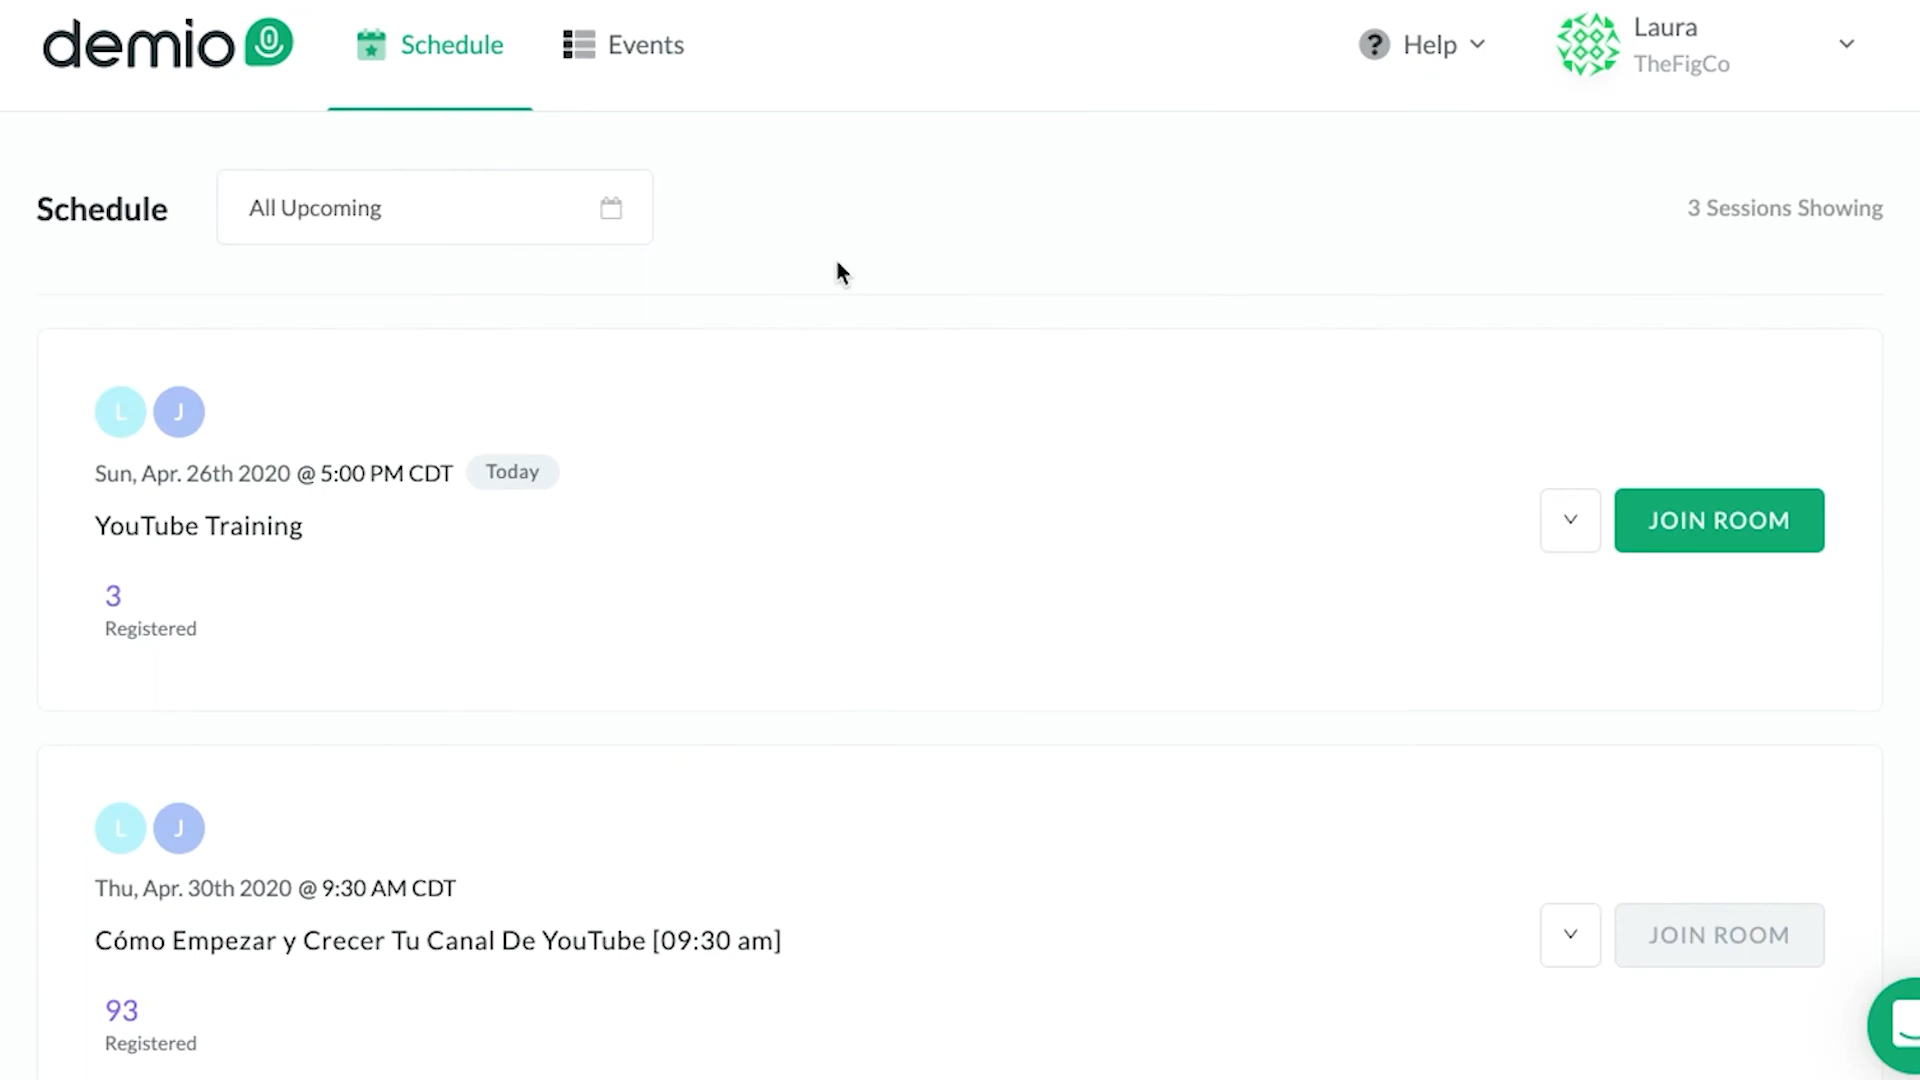 demio
Schedule
Events
? Help
Laura
TheFigCo
Schedule
All Upcoming
3 Sessions Showing
L J
Sun, Apr. 26th 2020 @ 5:00 PM CDT Today
YouTube Training
JOIN ROOM
3
Registered
L J
Thu, Apr. 30th 2020 @ 9:30 AM CDT
Cómo Empezar y Crecer Tu Canal De YouTube [09:30 am]
JOIN ROOM
93
Registered